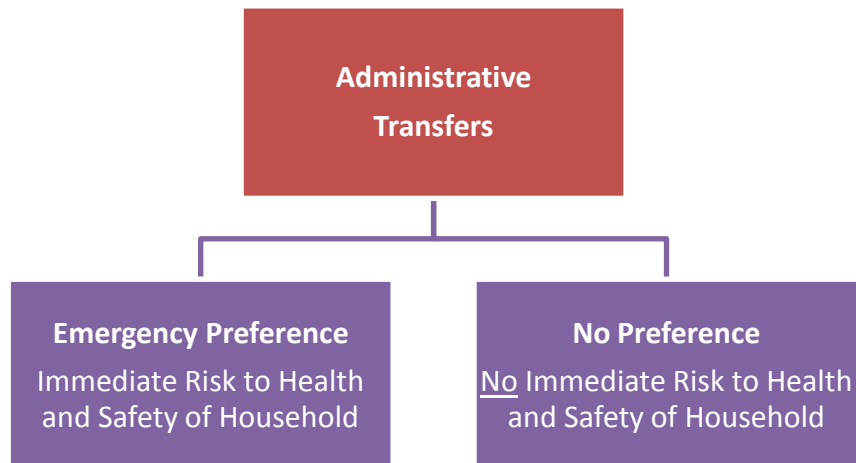 Administrative
Transfers
Emergency Preference
Immediate Risk to Health
and Safety of Household
No Preference
No Immediate Risk to Health
and Safety of Household